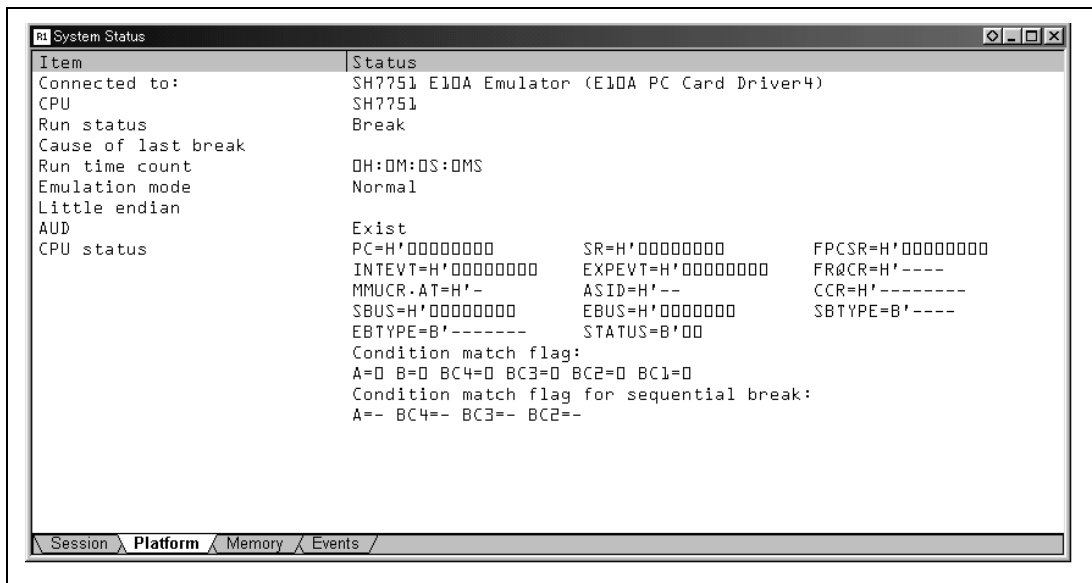 System Status
Item Status
Connected to: SH7751 E10A Emulator (E10A PC Card Driver4)
CPU SH7751
Run status Break
Cause of last break
Run time count 0H:0M:0S:0MS
Emulation mode Normal
Little endian
AUD Exist
CPU status PC=H'00000000 SR=H'00000000 FPCSR=H'00000000
INTEVT=H'00000000 EXPEVT=H'00000000 FRQCR=H'----
MMUCR.AT=H'- ASID=H'-- CCR=H'--------
SBUS=H'0000000 EBUS=H'0000000 SBTYPE=B'----
EBTYPE=B'------- STATUS=B'00
Condition match flag:
A=0 B=0 BC4=0 BC3=0 BC2=0 BC1=0
Condition match flag for sequential break:
A=- BC4=- BC3=- BC2=-
Session Platform Memory Events